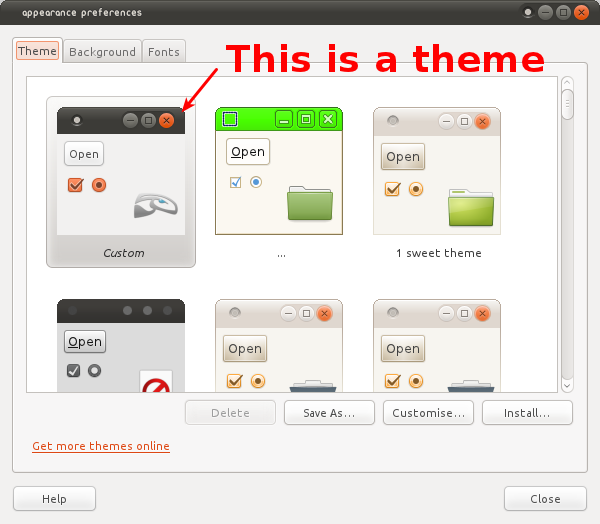 appearance preferences
This is a theme
Theme
Background
Fonts
Open
Open
Open
Custom
...
1 sweet theme
Open
Open
Open
Delete
Save As...
Customise...
Install...
Get more themes online
Help
Close